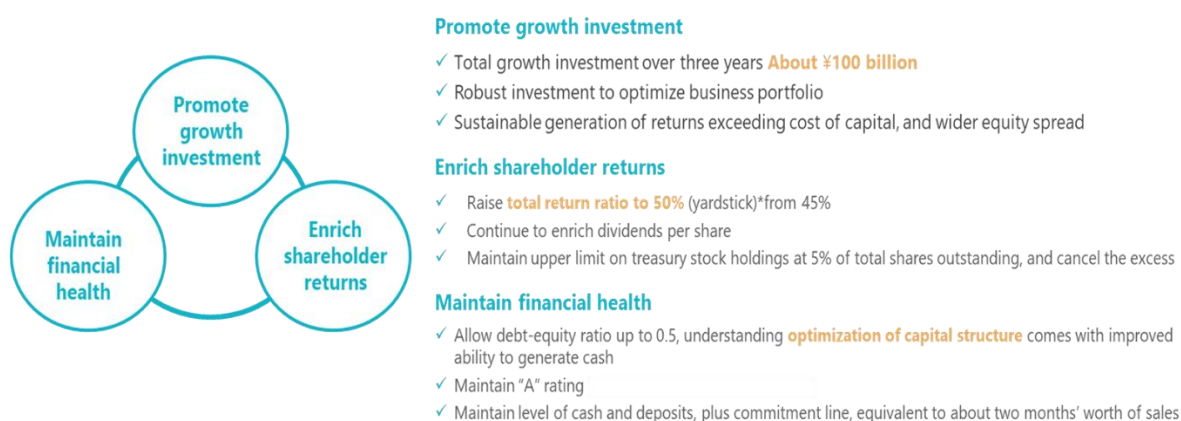 Promote
growth
investment
Maintain
financial
health
Enrich
shareholder
returns
Promote growth investment
✓ Total growth investment over three years About ¥100 billion
✓ Robust investment to optimize business portfolio
✓ Sustainable generation of returns exceeding cost of capital, and wider equity spread
Enrich shareholder returns
✓ Raise total return ratio to 50% (yardstick)*from 45%
✓ Continue to enrich dividends per share
✓ Maintain upper limit on treasury stock holdings at 5% of total shares outstanding, and cancel the excess
Maintain financial health
✓ Allow debt-equity ratio up to 0.5, understanding optimization of capital structure comes with improved
ability to generate cash
✓ Maintain "A" rating
✓ Maintain level of cash and deposits, plus commitment line, equivalent to about two months' worth of sales